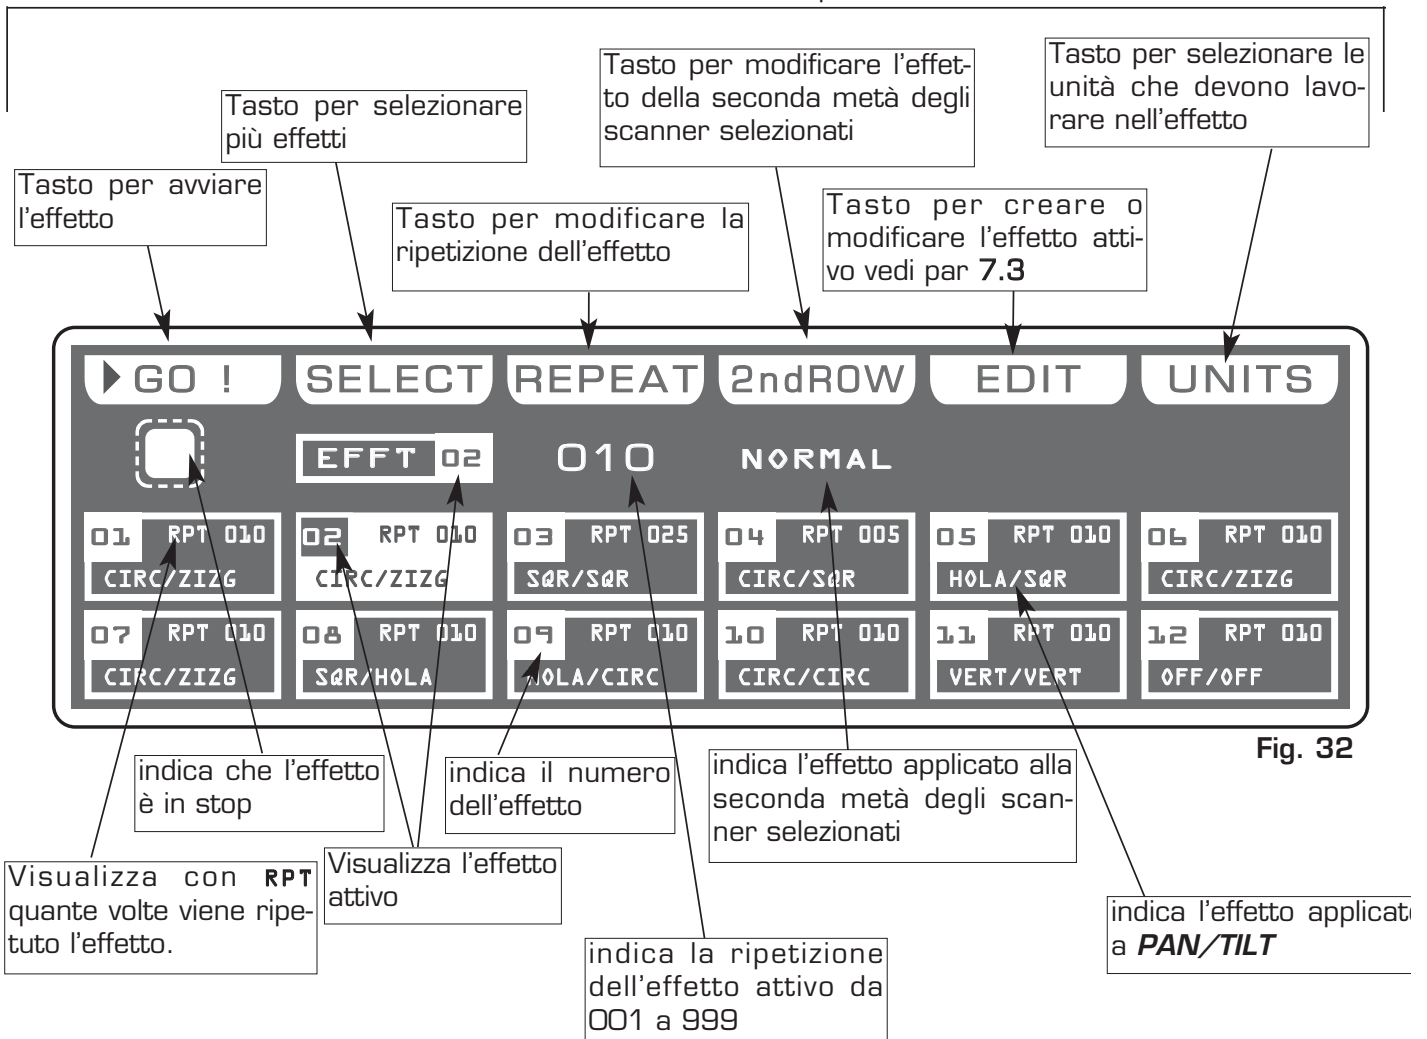 Tasto per selezionare
più effetti
Tasto per modificare l'effet-
to della seconda metà degli
scanner selezionati
Tasto per selezionare le
unità che devono lavo-
rare nell'effetto
Tasto per avviare
l'effetto
Tasto per modificare la
ripetizione dell'effetto
Tasto per creare o
modificare l'effetto atti-
vo vedi par 7.3
GO ! SELECT REPEAT 2ndROW EDIT UNITS
EFFT 02 010 NORMAL
01 RPT 010 02 RPT 010 03 RPT 025 04 RPT 005 05 RPT 010 06 RPT 010
CIRC/ZIZG CIRC/ZIZG SQR/SQR CIRC/SQR HOLA/SQR CIRC/ZIZG
07 RPT 010 08 RPT 010 09 RPT 010 10 RPT 010 11 RPT 010 12 RPT 010
CIRC/ZIZG SQR/HOLA HOLA/CIRC CIRC/CIRC VERT/VERT OFF/OFF
Fig. 32
indica che l'effetto
è in stop
indica il numero
dell'effetto
indica l'effetto applicato alla
seconda metà degli scan-
ner selezionati
Visualizza con RPT
quante volte viene ripe-
tuto l'effetto.
Visualizza l'effetto
attivo
indica la ripetizione
dell'effetto attivo da
001 a 999
indica l'effetto applicato
a PAN/TILT